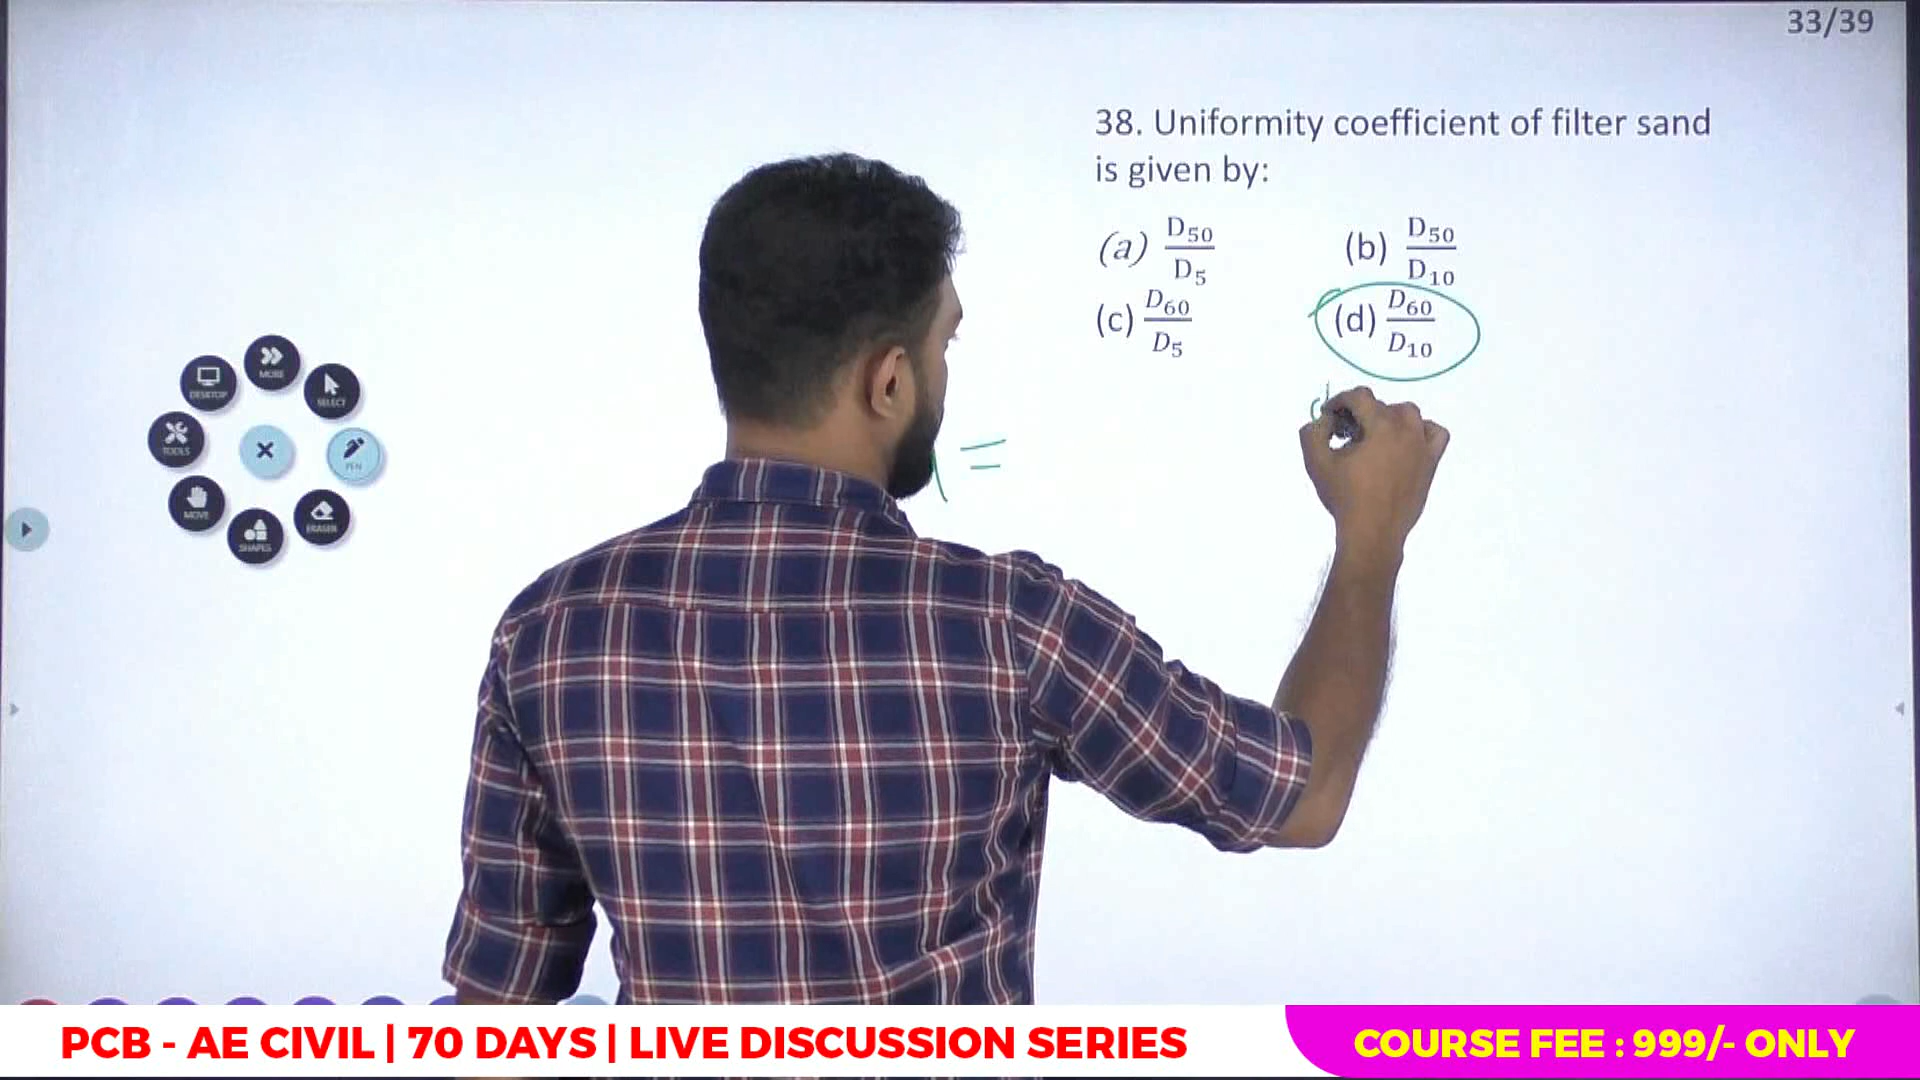 33/39
38. Uniformity coefficient of filter sand
is given by:
(a) D50/D5 (b) D50/D10
(c) D60/D5 (d) D60/D10
=
MORE
DESKTOP
SELECT
TOOLS
PEN
MOVE
ERASER
SHAPES
PCB - AE CIVIL | 70 DAYS | LIVE DISCUSSION SERIES
COURSE FEE : 999/- ONLY